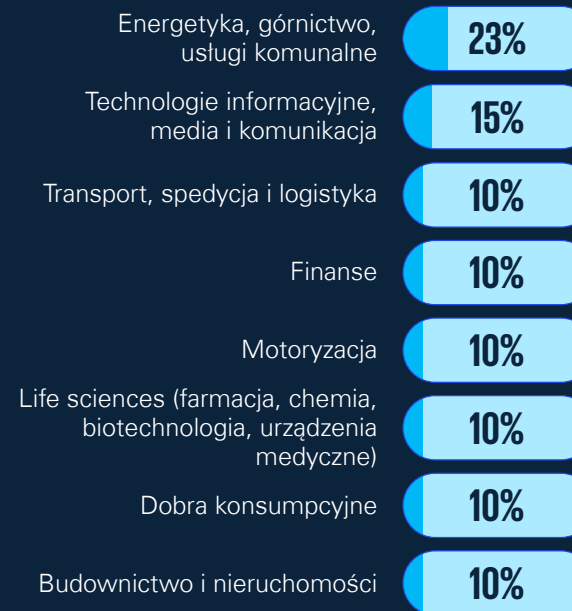 Energetyka, górnictwo,
usługi komunalne
23%
Technologie informacyjne,
media i komunikacja
15%
Transport, spedycja i logistyka
10%
Finanse
10%
Motoryzacja
10%
Life sciences (farmacja, chemia,
biotechnologia, urządzenia
medyczne)
10%
Dobra konsumpcyjne
10%
Budownictwo i nieruchomości
10%